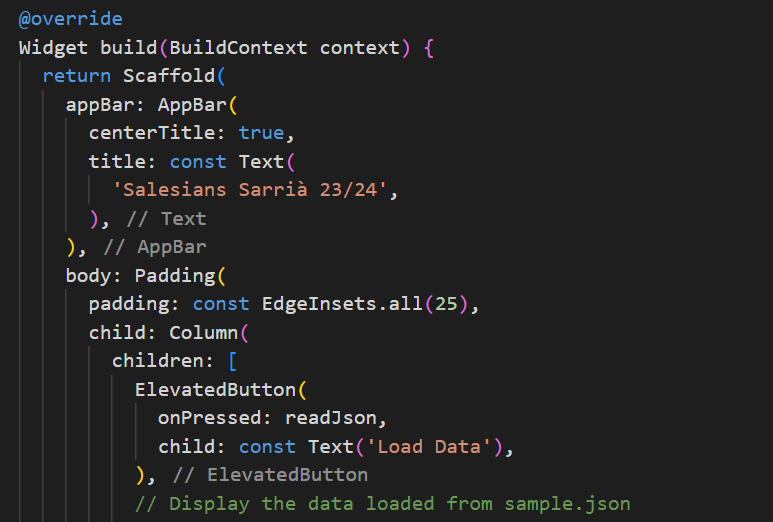 @override
Widget build(BuildContext context) {
return Scaffold(
appBar: AppBar(
centerTitle: true,
title: const Text(
'Salesians Sarrià 23/24',
), // Text
), // AppBar
body: Padding(
padding: const EdgeInsets.all(25),
child: Column(
children: [
ElevatedButton(
onPressed: readJson,
child: const Text('Load Data'),
), // ElevatedButton
// Display the data loaded from sample.json